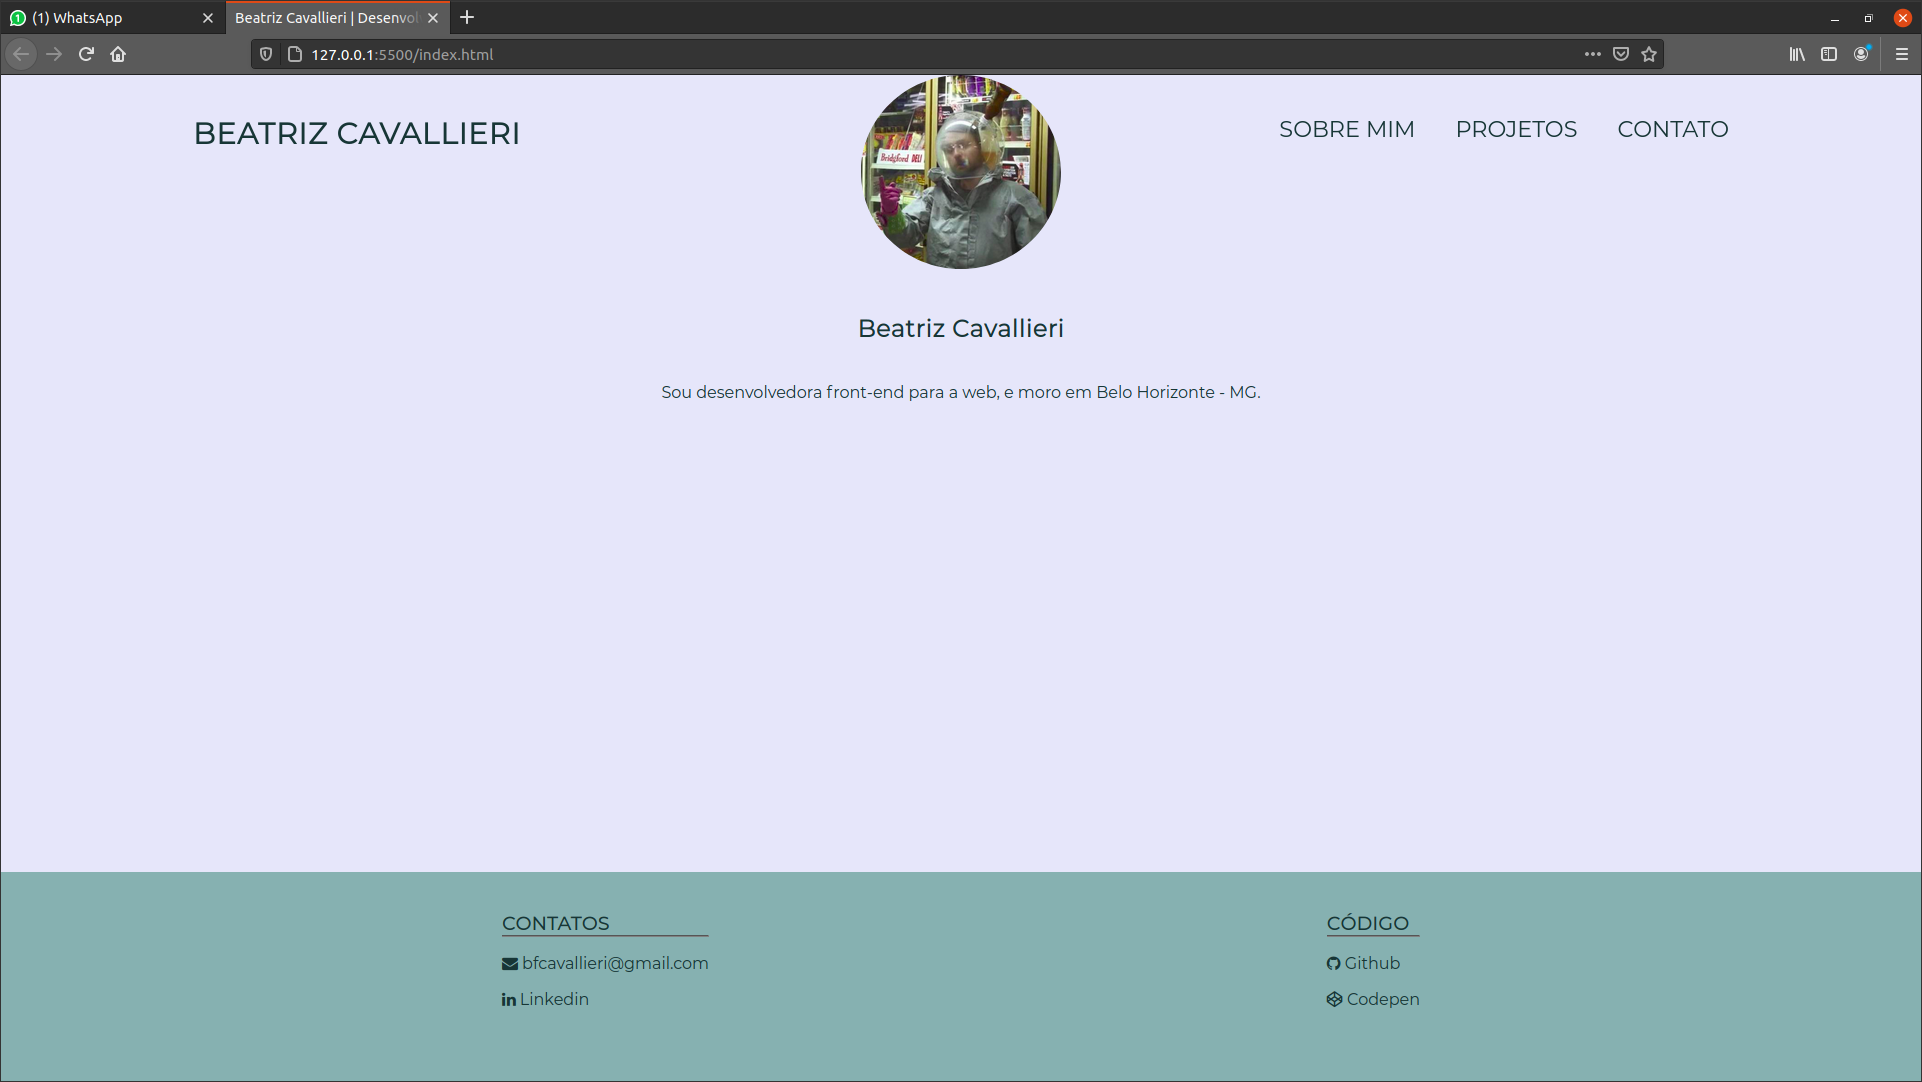 (1) WhatsApp
Beatriz Cavallieri | Desenvol
127.0.0.1:5500/index.html
BEATRIZ CAVALLIERI
SOBRE MIM PROJETOS CONTATO
Bridgford DELI
Beatriz Cavallieri
Sou desenvolvedora front-end para a web, e moro em Belo Horizonte - MG.
CONTATOS
bfcavallieri@gmail.com
Linkedin
CÓDIGO
Github
Codepen